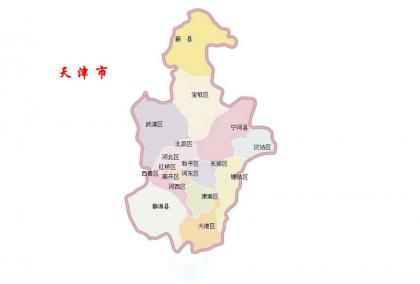 蓟 县
天津市
宝坻区
武清区
宁河县
北辰区
汉沽区
河北区
红桥区
和平区
东丽区
西青区
南开区
河东区
塘沽区
河西区
津南区
静海县
大港区